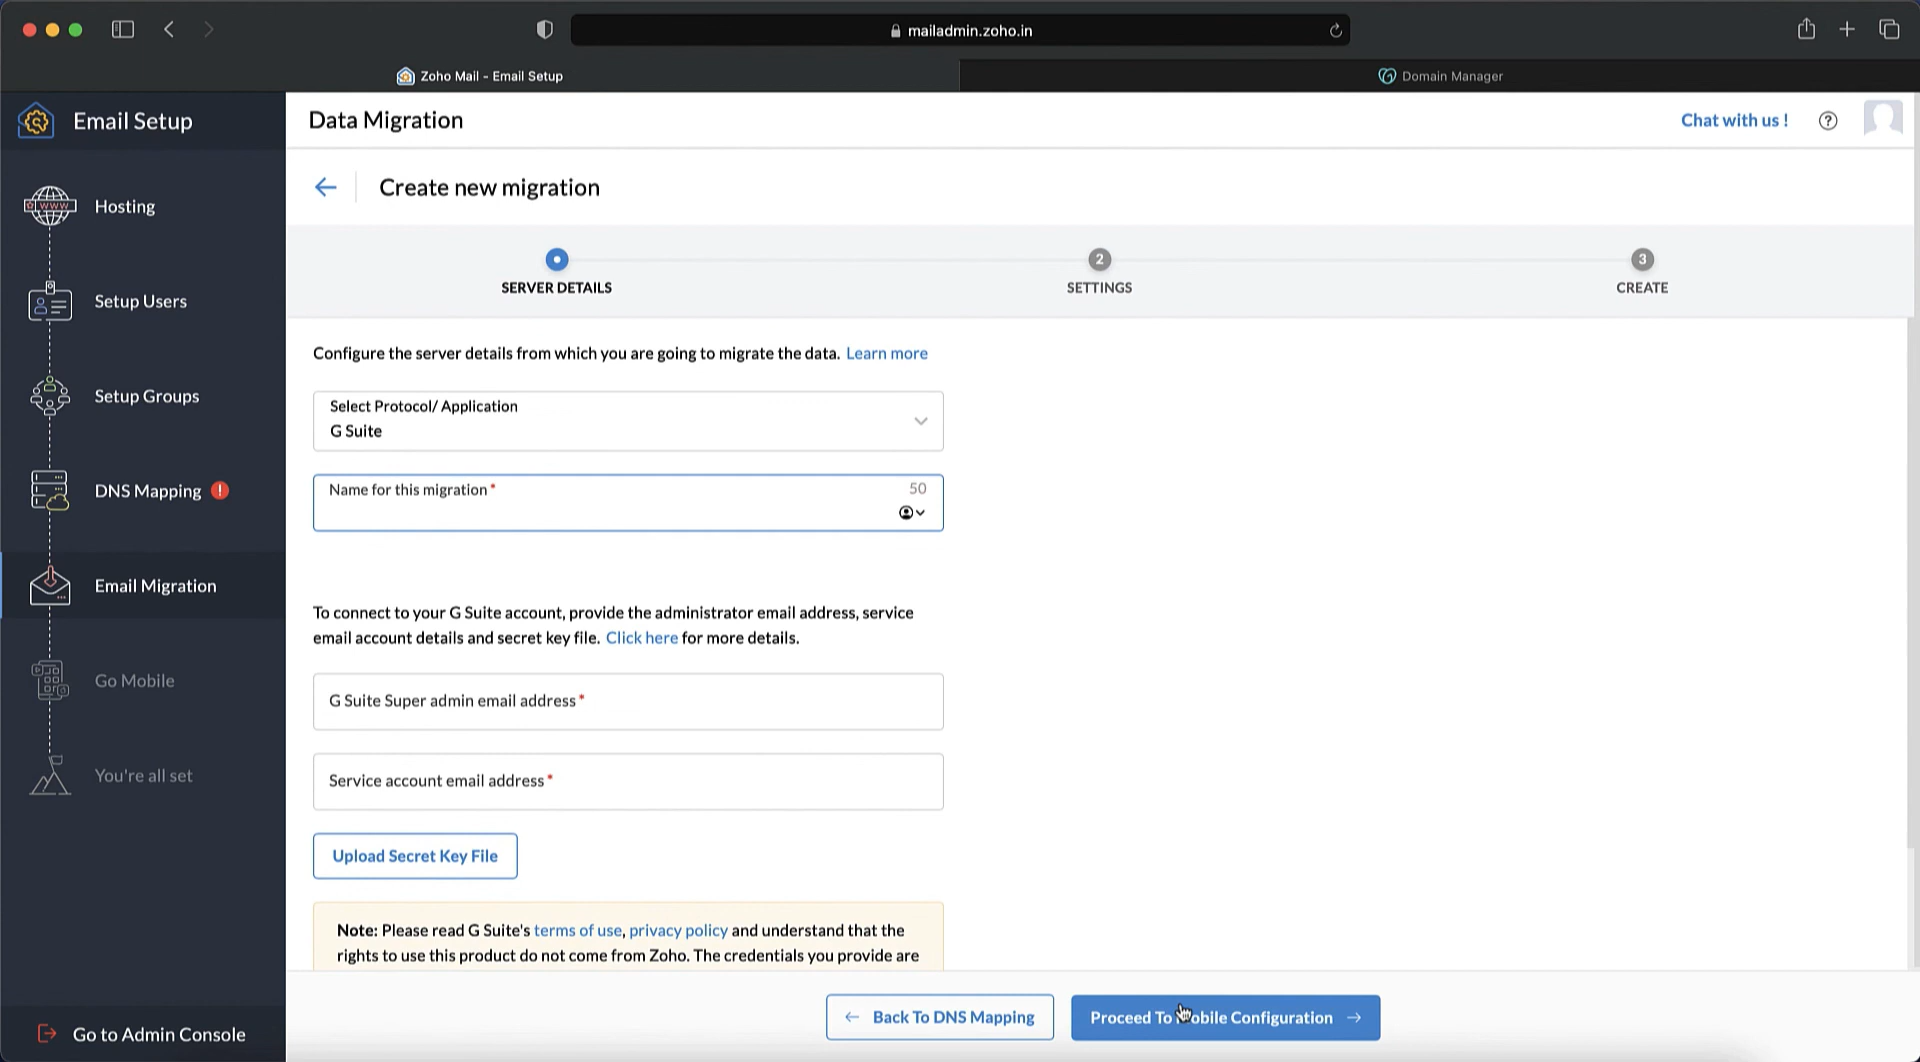 mailadmin.zoho.in
Zoho Mail - Email Setup
Domain Manager
Email Setup
Data Migration
Chat with us !
?
Create new migration
WWW
Hosting
Setup Users
Setup Groups
DNS Mapping !
Email Migration
Go Mobile
You're all set
Go to Admin Console
2
3
SERVER DETAILS
SETTINGS
CREATE
Configure the server details from which you are going to migrate the data. Learn more
Select Protocol/ Application
G Suite
Name for this migration*
50
To connect to your G Suite account, provide the administrator email address, service
email account details and secret key file. Click here for more details.
G Suite Super admin email address*
Service account email address*
Upload Secret Key File
Note: Please read G Suite's terms of use, privacy policy and understand that the
rights to use this product do not come from Zoho. The credentials you provide are
← Back To DNS Mapping
Proceed To Mobile Configuration →